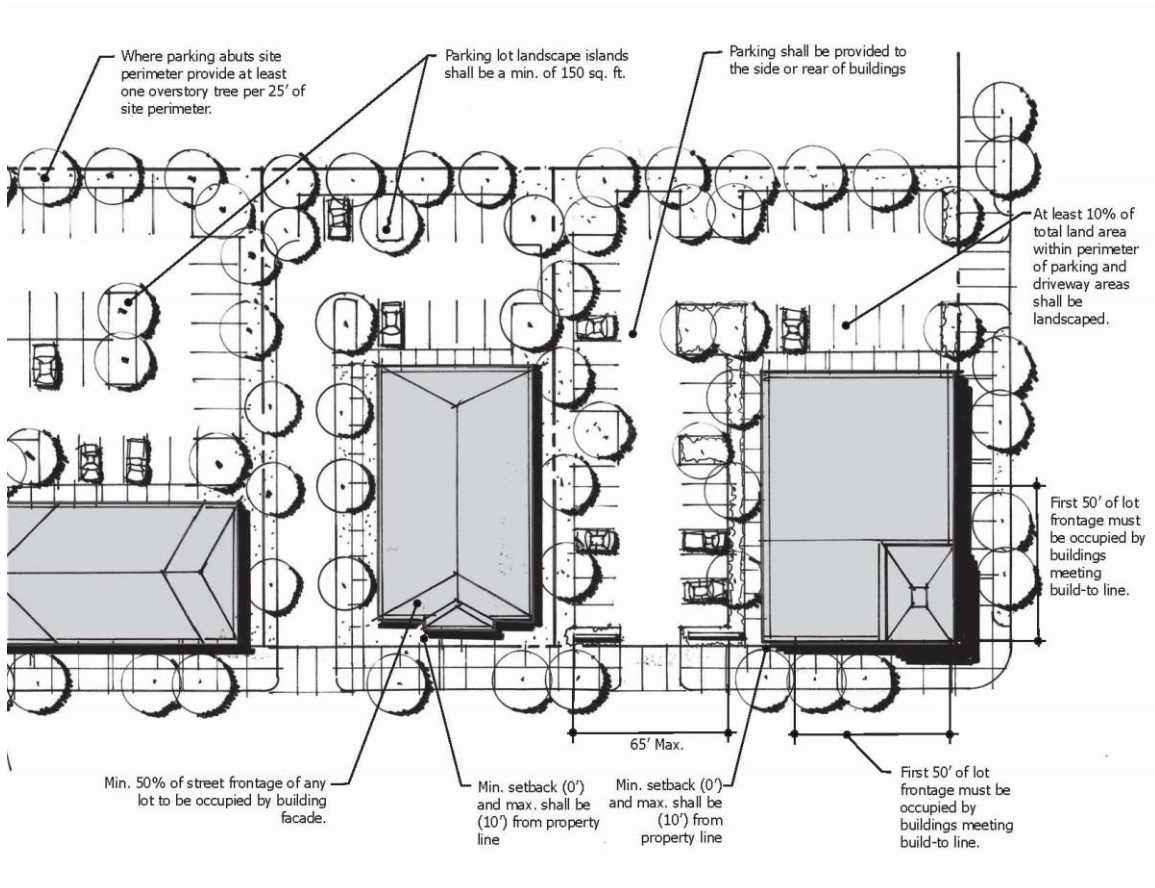 Where parking abuts site
perimeter provide at least
one overstory tree per 25' of
site perimeter.
Parking lot landscape islands
shall be a min. of 150 sq. ft.
Parking shall be provided to
the side or rear of buildings
At least 10% of
total land area
within perimeter
of parking and
driveway areas
shall be
landscaped.
First 50' of lot
frontage must
be occupied by
buildings
meeting
build-to line.
65' Max.
Min. 50% of street frontage of any
lot to be occupied by building
facade.
Min. setback (0')
and max. shall be
(10') from property
line
Min. setback (0')
and max. shall be
(10') from
property line
First 50' of lot
frontage must be
occupied by
buildings meeting
build-to line.